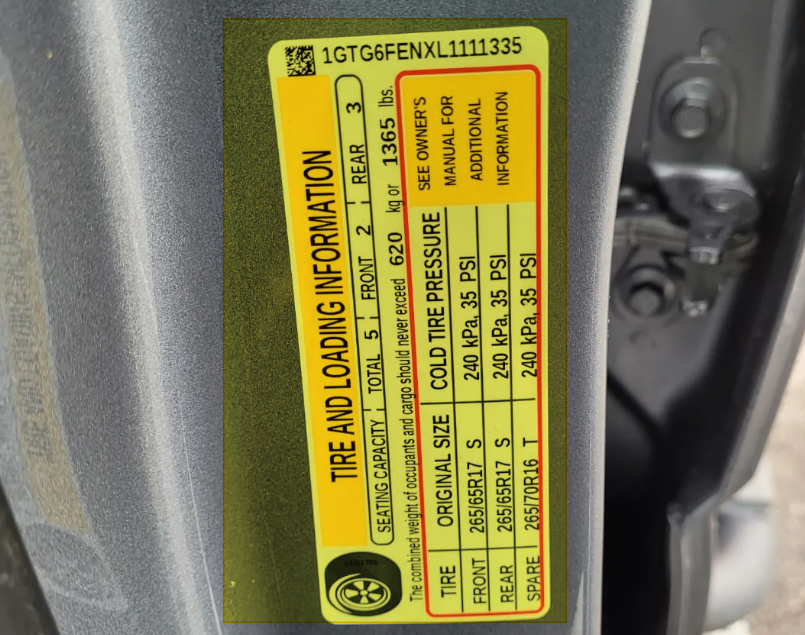 1GTG6FENXL1111335
TIRE AND LOADING INFORMATION
SEATING CAPACITY TOTAL 5 FRONT 2 REAR 3
The combined weight of occupants and cargo should never exceed 620 kg or 1365 lbs.
TIRE ORIGINAL SIZE COLD TIRE PRESSURE
FRONT 265/65R17 S 240 kPa, 35 PSI
REAR 265/65R17 S 240 kPa, 35 PSI
SPARE 265/70R16 T 240 kPa, 35 PSI
SEE OWNER'S
MANUAL FOR
ADDITIONAL
INFORMATION